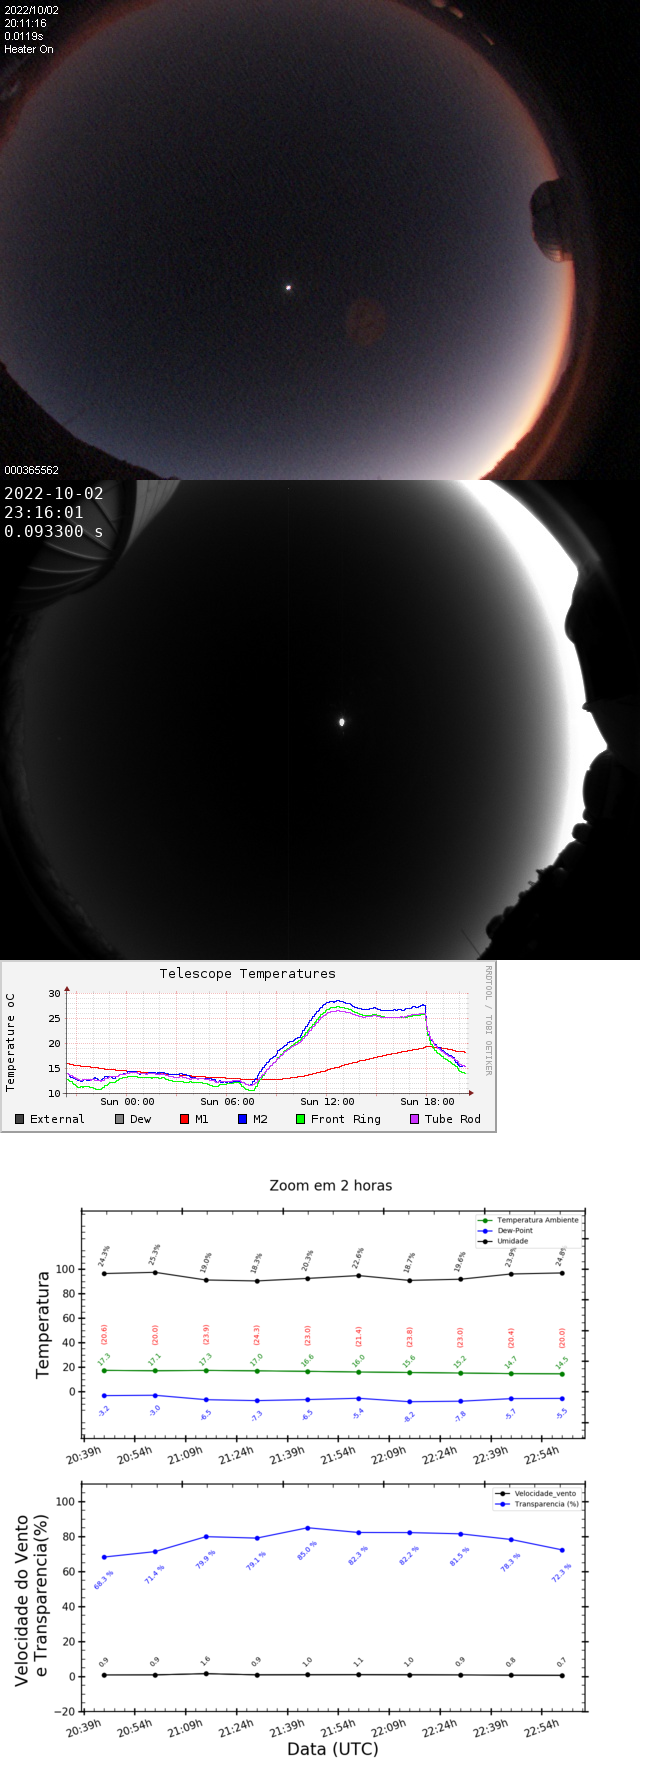 2022/10/02
20:11:16
0.0119s
Heater On
000365562
2022-10-02
23:16:01
0.093300 s
Telescope Temperatures
RRDTOOL / TOBI OETIKER
Temperature oC
30
25
20
15
10
Sun 00:00 Sun 06:00 Sun 12:00 Sun 18:00
External Dew M1 M2 Front Ring Tube Rod
Zoom em 2 horas
Temperatura Ambiente
Dew-Point
Umidade
Temperatura
100
80
60
40
20
0
24.3% 25.3% 19.0% 18.3% 20.3% 22.6% 18.7% 19.6% 23.9% 24.8%
(20.6) (20.0) (23.9) (24.3) (23.0) (21.4) (23.8) (23.0) (20.4) (20.0)
17.3 17.1 17.3 17.0 16.6 16.0 15.6 15.2 14.7 14.5
-3.2 -3.0 -6.5 -7.3 -6.5 -5.4 -8.2 -7.8 -5.7 -5.5
20:39h 20:54h 21:09h 21:24h 21:39h 21:54h 22:09h 22:24h 22:39h 22:54h
Velocidade_vento
Transparencia (%)
Velocidade do Vento
e Transparencia(%)
100
80
60
40
20
0
−20
68.3 % 71.4 % 79.9 % 79.1 % 85.0 % 82.3 % 82.2 % 81.5 % 78.3 % 72.3 %
0.9 0.9 1.6 0.9 1.0 1.1 1.0 0.9 0.8 0.7
20:39h 20:54h 21:09h 21:24h 21:39h 21:54h 22:09h 22:24h 22:39h 22:54h
Data (UTC)